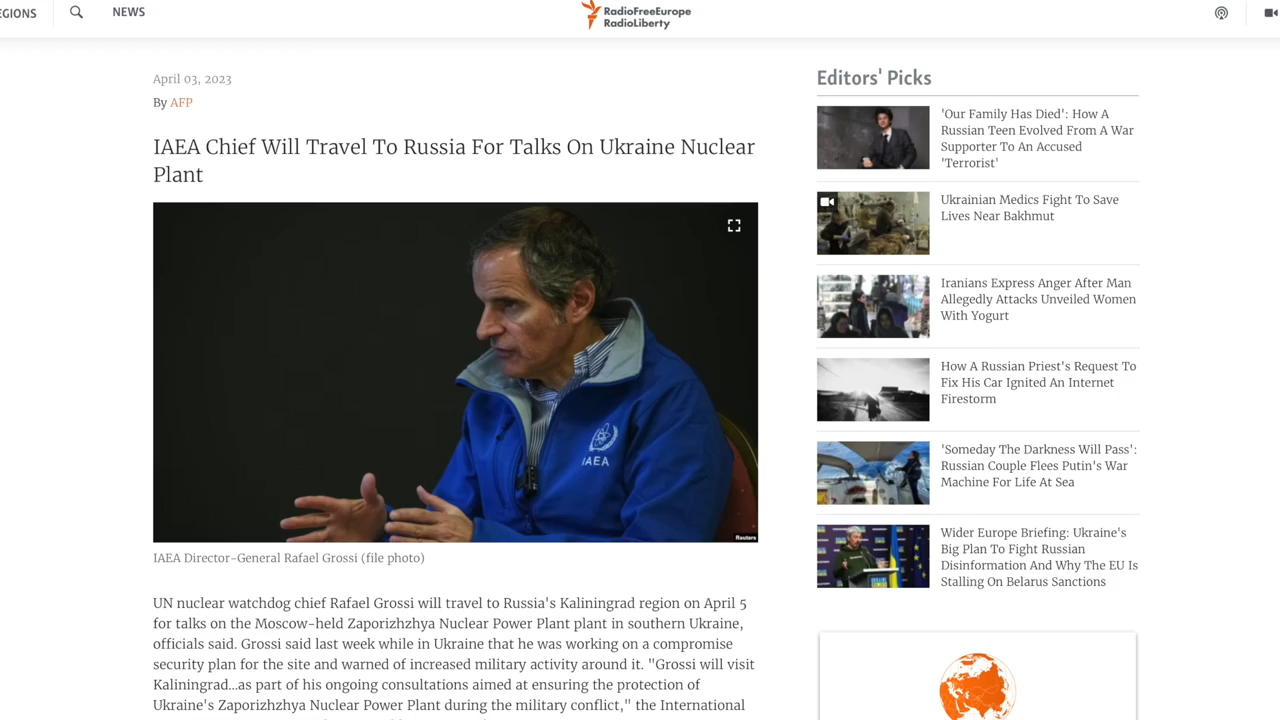 EGIONS
NEWS
RadioFreeEurope
RadioLiberty
April 03, 2023
By AFP
IAEA Chief Will Travel To Russia For Talks On Ukraine Nuclear
Plant
IAEA
Reuters
IAEA Director-General Rafael Grossi (file photo)
UN nuclear watchdog chief Rafael Grossi will travel to Russia's Kaliningrad region on April 5
for talks on the Moscow-held Zaporizhzhya Nuclear Power Plant plant in southern Ukraine,
officials said. Grossi said last week while in Ukraine that he was working on a compromise
security plan for the site and warned of increased military activity around it. "Grossi will visit
Kaliningrad...as part of his ongoing consultations aimed at ensuring the protection of
Ukraine's Zaporizhzhya Nuclear Power Plant during the military conflict," the International
Editors' Picks
'Our Family Has Died': How A
Russian Teen Evolved From A War
Supporter To An Accused
'Terrorist'
Ukrainian Medics Fight To Save
Lives Near Bakhmut
Iranians Express Anger After Man
Allegedly Attacks Unveiled Women
With Yogurt
How A Russian Priest's Request To
Fix His Car Ignited An Internet
Firestorm
'Someday The Darkness Will Pass':
Russian Couple Flees Putin's War
Machine For Life At Sea
Wider Europe Briefing: Ukraine's
Big Plan To Fight Russian
Disinformation And Why The EU Is
Stalling On Belarus Sanctions